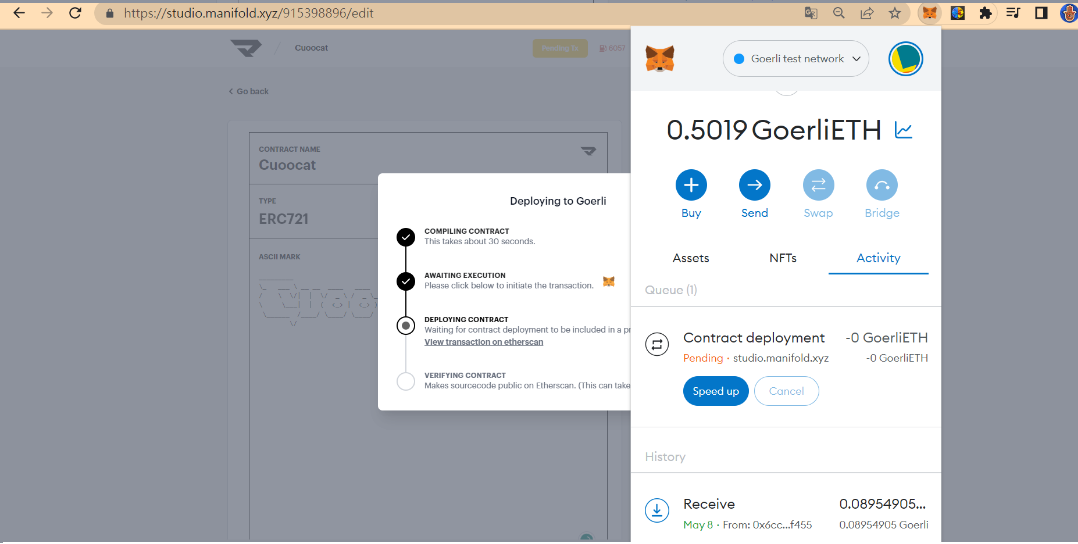 https://studio.manifold.xyz/915398896/edit
Cuoocat
6057
Go back
CONTRACT NAME
Cuoocat
TYPE
ERC721
ASCII MARK
Deploying to Goerli
COMPILING CONTRACT
This takes about 30 seconds.
AWAITING EXECUTION
Please click below to initiate the transaction.
DEPLOYING CONTRACT
Waiting for contract deployment to be included in a pr
View transaction on etherscan
VERIFYING CONTRACT
Makes sourcecode public on Etherscan. (This can take
Goerli test network
0.5019 GoerliETH
Buy
Send
Swap
Bridge
Assets
NFTs
Activity
Queue (1)
Contract deployment
-0 GoerliETH
Pending · studio.manifold.xyz
-0 GoerliETH
Speed up
Cancel
History
Receive
0.08954905...
May 8 · From: 0x6cc...f455
0.08954905 Goerli